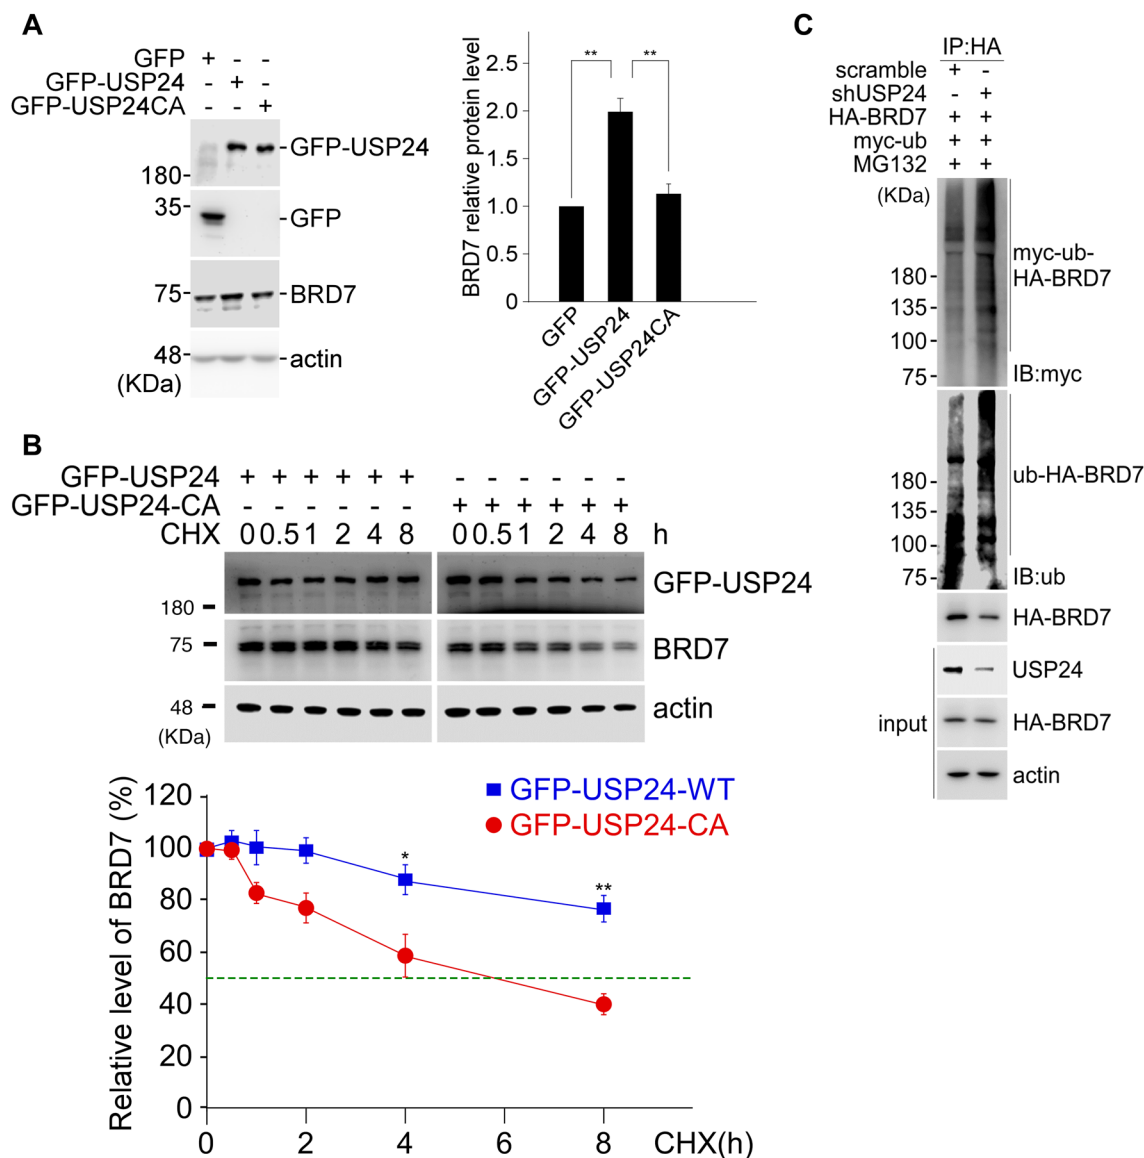 A
GFP + - -
GFP-USP24 - + -
GFP-USP24CA - - +
GFP-USP24
180-
35-
GFP
75-
BRD7
48-
actin
(KDa)
BRD7 relative protein level
2.5
2.0
1.5
1.0
0.5
0
** **
GFP
GFP-USP24
GFP-USP24CA
B
GFP-USP24 + + + + + + - - - - - -
GFP-USP24-CA - - - - - - + + + + + +
CHX 0 0.5 1 2 4 8 0 0.5 1 2 4 8 h
GFP-USP24
180
75
BRD7
48
actin
(KDa)
Relative level of BRD7 (%)
120
100
80
60
40
20
0
GFP-USP24-WT
GFP-USP24-CA
*
**
0 2 4 6 8 CHX(h)
C
IP:HA
scramble + -
shUSP24 - +
HA-BRD7 + +
myc-ub + +
MG132 + +
(KDa)
myc-ub-
HA-BRD7
180
135
100
75
IB:myc
ub-HA-BRD7
180
135
100
75
IB:ub
HA-BRD7
USP24
input
HA-BRD7
actin